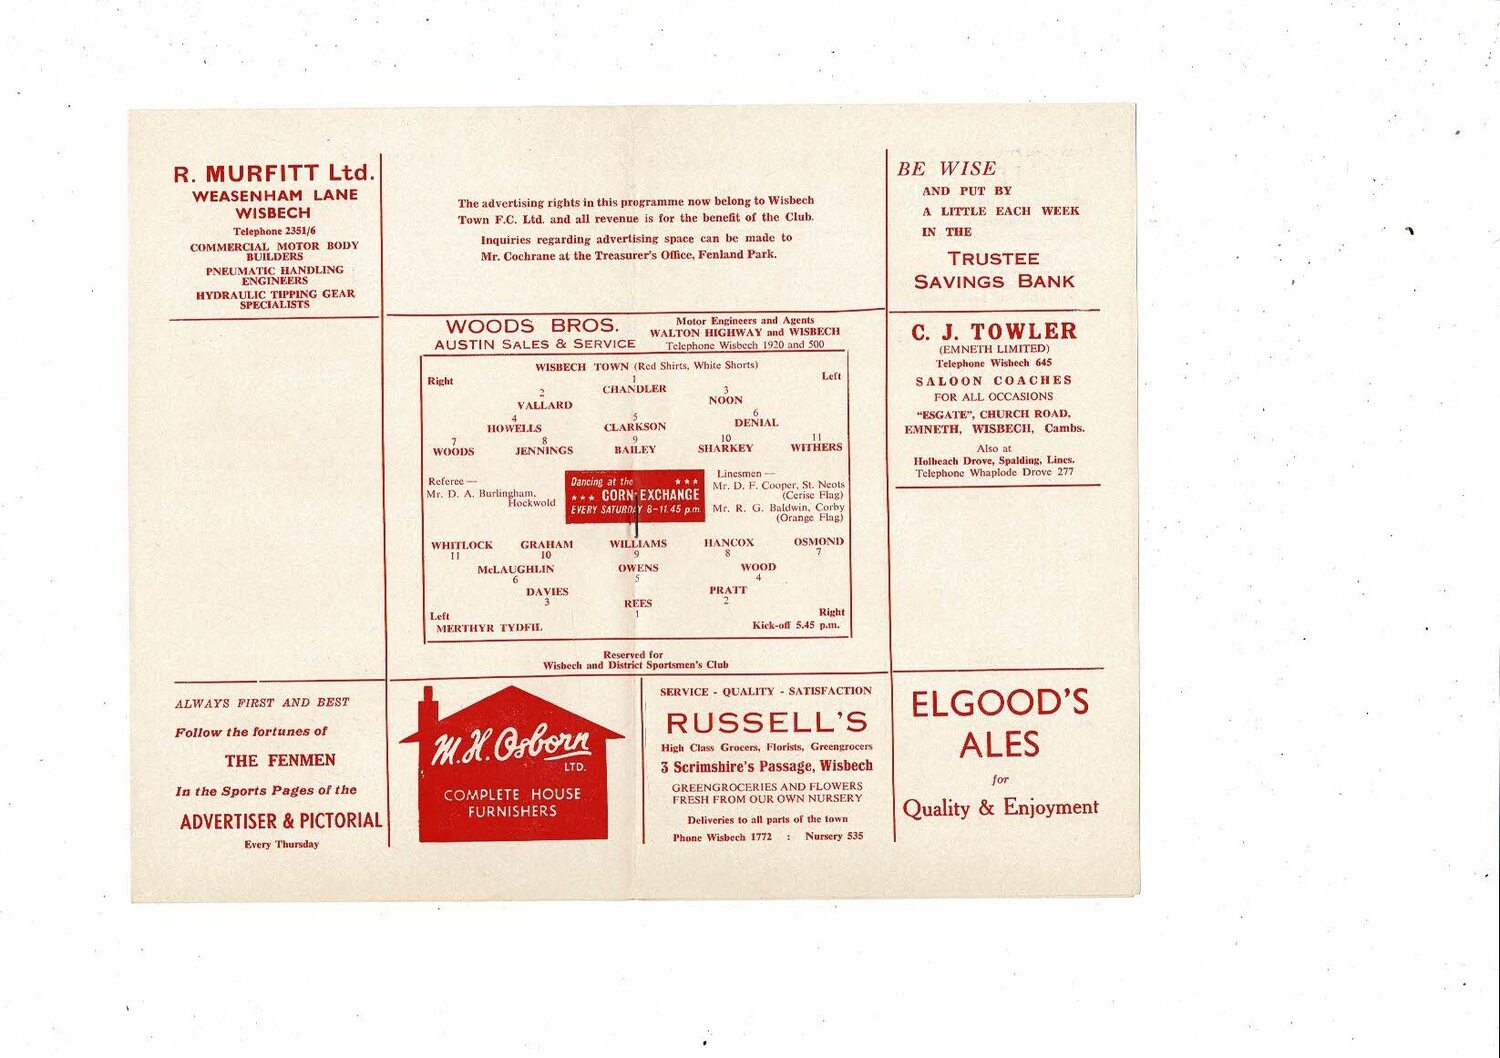 R. MURFITT Ltd.
WEASENHAM LANE
WISBECH
Telephone 2351/6
COMMERCIAL MOTOR BODY
BUILDERS
PNEUMATIC HANDLING
ENGINEERS
HYDRAULIC TIPPING GEAR
SPECIALISTS
The advertising rights in this programme now belong to Wisbech
Town F.C. Ltd. and all revenue is for the benefit of the Club.
Inquiries regarding advertising space can be made to
Mr. Cochrane at the Treasurer's Office, Fenland Park.
BE WISE
AND PUT BY
A LITTLE EACH WEEK
IN THE
TRUSTEE
SAVINGS BANK
WOODS BROS.
AUSTIN SALES & SERVICE
Motor Engineers and Agents
WALTON HIGHWAY and WISBECH
Telephone Wisbech 1920 and 500
WISBECH TOWN (Red Shirts, White Shorts)
Right
Left
1
CHANDLER
2
VALLARD
3
NOON
4
HOWELLS
5
CLARKSON
6
DENIAL
7
WOODS
8
JENNINGS
9
BAILEY
10
SHARKEY
11
WITHERS
Referee —
Mr. D. A. Burlingham,
Hockwold
Dancing at the ★ ★ ★
★ ★ ★ CORN EXCHANGE
EVERY SATURDAY 8-11.45 p.m.
Linesmen —
Mr. D. F. Cooper, St. Neots
(Cerise Flag)
Mr. R. G. Baldwin, Corby
(Orange Flag)
WHITLOCK
11
GRAHAM
10
WILLIAMS
9
HANCOX
8
OSMOND
7
McLAUGHLIN
6
OWENS
5
WOOD
4
DAVIES
3
PRATT
2
REES
1
Left
Right
MERTHYR TYDFIL
Kick-off 5.45 p.m.
Reserved for
Wisbech and District Sportsmen's Club
C. J. TOWLER
(EMNETH LIMITED)
Telephone Wisbech 645
SALOON COACHES
FOR ALL OCCASIONS
"ESGATE", CHURCH ROAD,
EMNETH, WISBECH, Cambs.
Also at
Holbeach Drove, Spalding, Lincs.
Telephone Whaplode Drove 277
ALWAYS FIRST AND BEST
Follow the fortunes of
THE FENMEN
In the Sports Pages of the
ADVERTISER & PICTORIAL
Every Thursday
M. H. Osborn
LTD.
COMPLETE HOUSE
FURNISHERS
SERVICE - QUALITY - SATISFACTION
RUSSELL'S
High Class Grocers, Florists, Greengrocers
3 Scrimshire's Passage, Wisbech
GREENGROCERIES AND FLOWERS
FRESH FROM OUR OWN NURSERY
Deliveries to all parts of the town
Phone Wisbech 1772 : Nursery 535
ELGOOD'S
ALES
for
Quality & Enjoyment